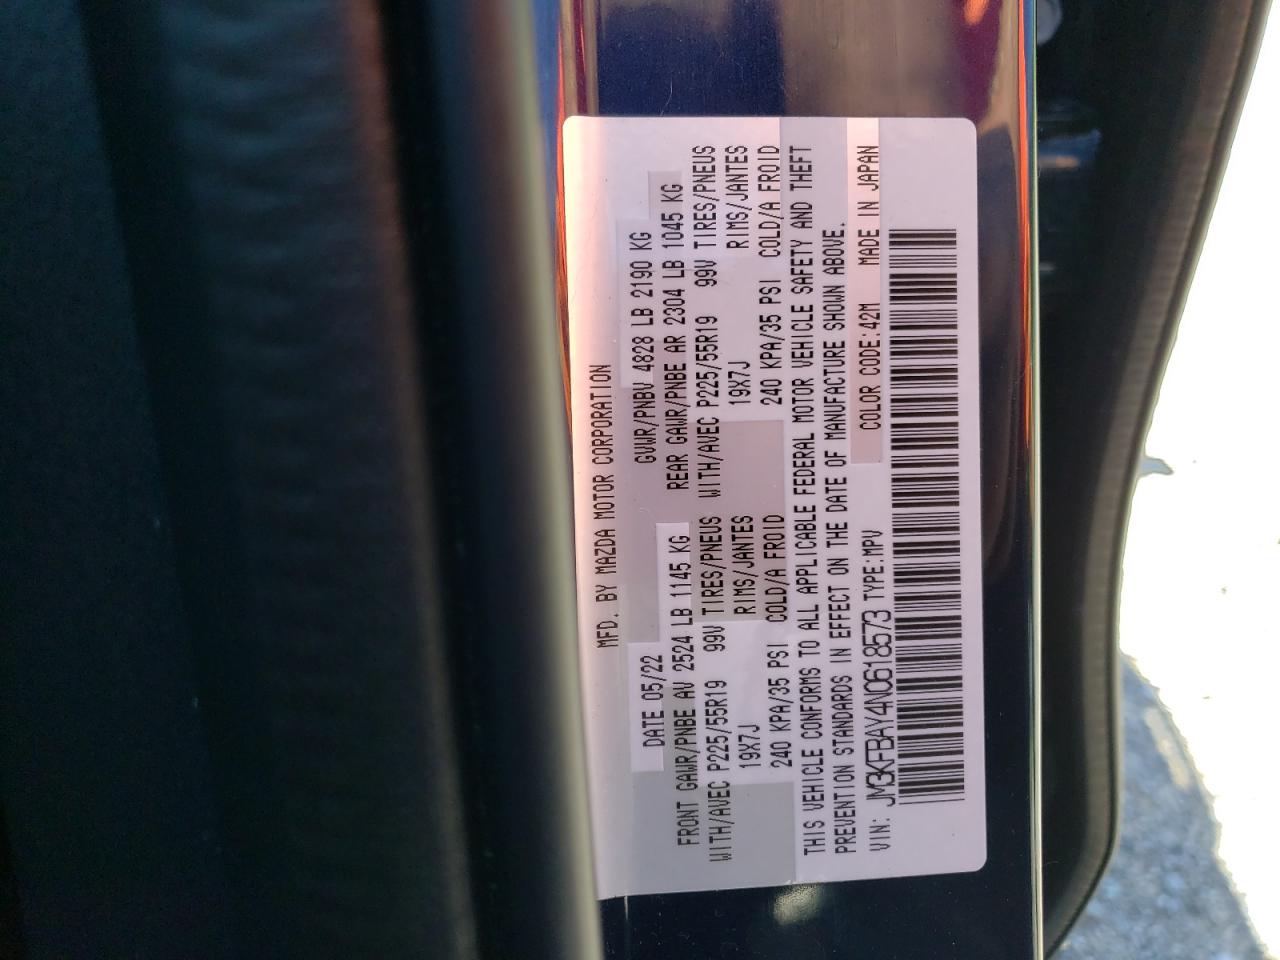 MFD. BY MAZDA MOTOR CORPORATION
DATE 05/22 GVWR/PNBV 4828 LB 2190 KG
FRONT GAWR/PNBE AV 2524 LB 1145 KG REAR GAWR/PNBE AR 2304 LB 1045 KG
WITH/AVEC P225/55R19 99V TIRES/PNEUS WITH/AVEC P225/55R19 99V TIRES/PNEUS
19X7J RIMS/JANTES 19X7J RIMS/JANTES
240 KPA/35 PSI COLD/A FROID 240 KPA/35 PSI COLD/A FROID
THIS VEHICLE CONFORMS TO ALL APPLICABLE FEDERAL MOTOR VEHICLE SAFETY AND THEFT
PREVENTION STANDARDS IN EFFECT ON THE DATE OF MANUFACTURE SHOWN ABOVE.
VIN: JM3KFBAY4N0618573 TYPE:MPV COLOR CODE:42M MADE IN JAPAN